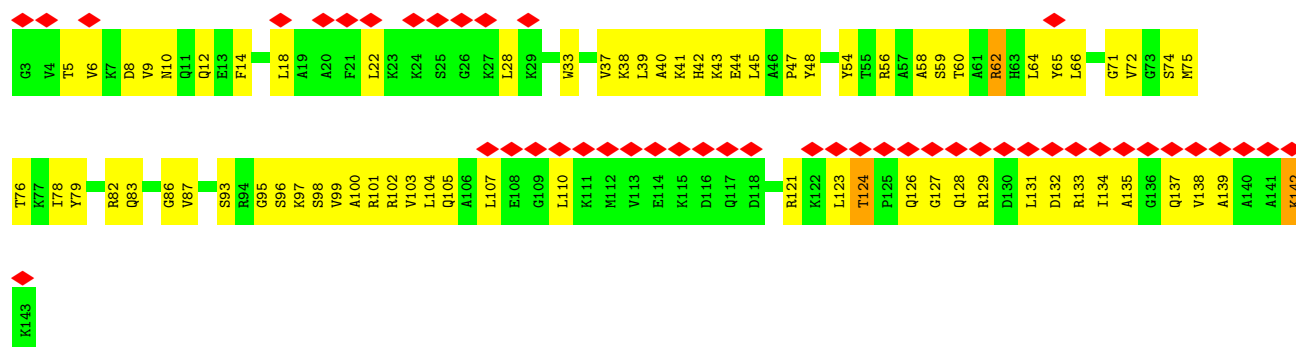 G3 V4 T5 V6 K7 D8 V9 N10 Q11 Q12 E13 F14 L18 A19 A20 F21 L22 K23 K24 S25 G26 K27 L28 K29 W33 V37 K38 L39 A40 K41 H42 K43 E44 L45 A46 P47 Y48 Y54 T55 R56 A57 A58 S59 T60 A61 R62 H63 L64 Y65 L66 G71 V72 G73 S74 M75
T76 K77 I78 Y79 R82 Q83 G86 V87 S93 R94 G95 S96 K97 S98 V99 A100 R101 R102 V103 L104 Q105 A106 L107 E108 G109 L110 K111 M112 V113 E114 K115 D116 Q117 D118 R121 K122 L123 T124 P125 Q126 G127 Q128 R129 D130 L131 D132 R133 I134 A135 G136 Q137 V138 A139 A140 A141 K142
K143